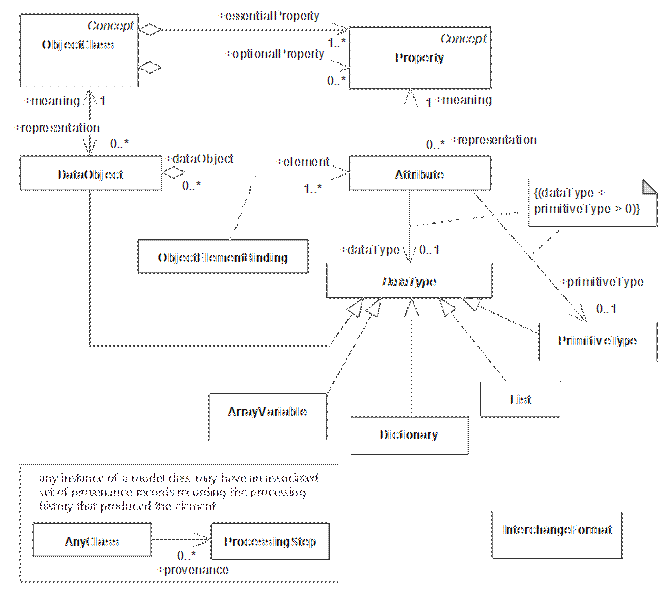 Concept
ObjectClass
+essentialProperty
1..*
+optionalProperty
0..*
Concept
Property
+meaning
1
1
+meaning
+representation
0..*
0..*
+representation
DataObject
+dataObject
0..*
+element
1..*
Attribute
{(dataType +
primitiveType > 0)}
ObjectElementBinding
+dataType
0..1
DataType
+primitiveType
0..1
PrimitiveType
List
ArrayVariable
Dictionary
any instance of a model class may have an associated
set of provenance records recording the processing
history that produced the element
AnyClass
0..*
+provenance
ProcessingStep
InterchangeFormat